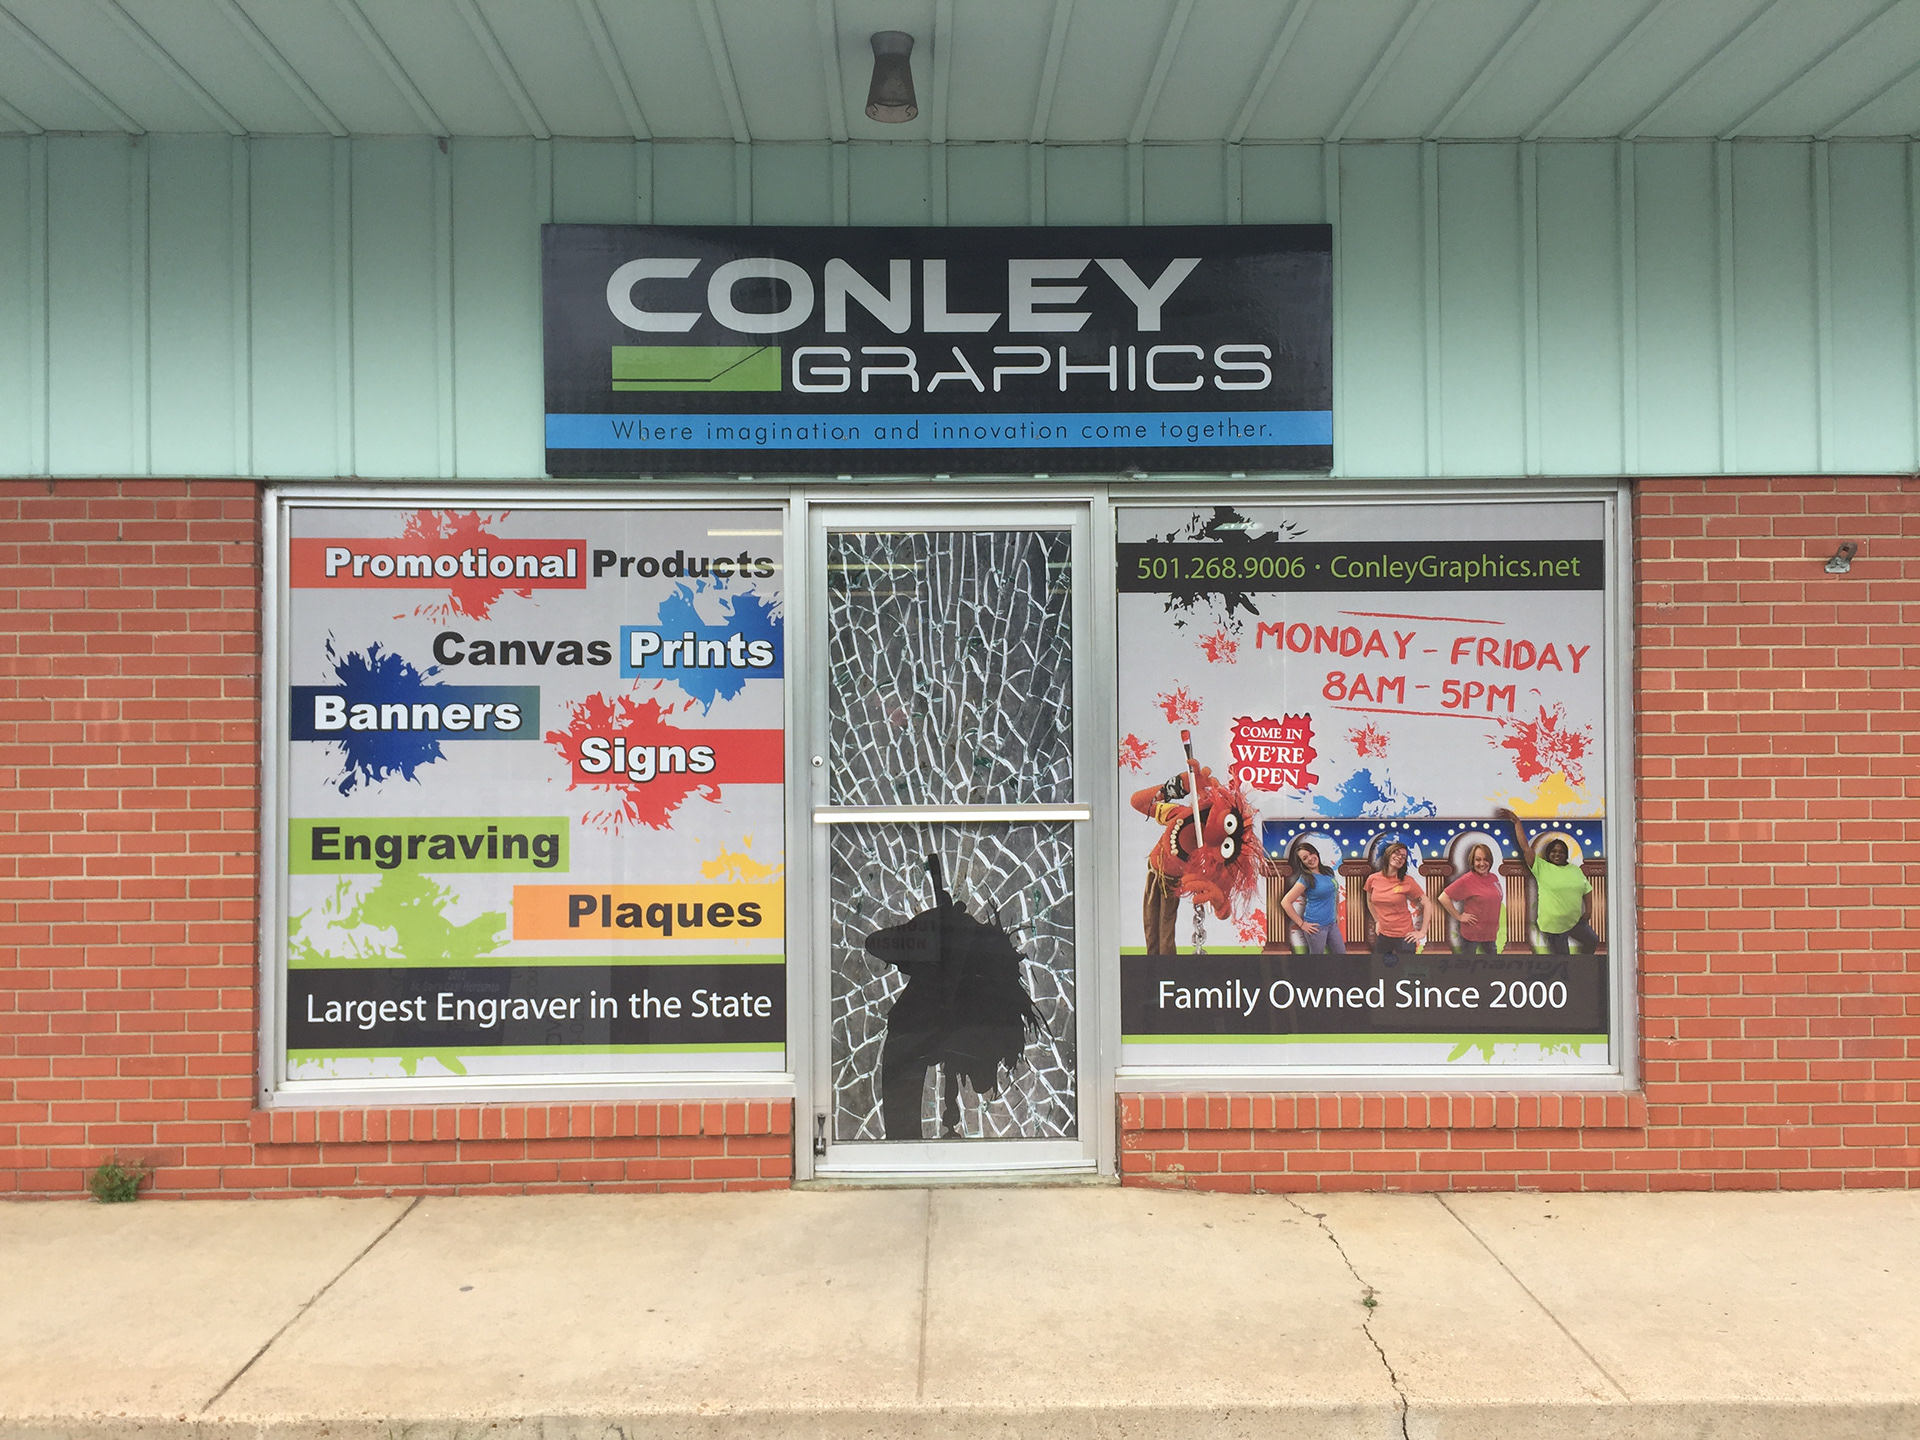 CONLEY
GRAPHICS
Where imagination and innovation come together.
Promotional Products
Canvas Prints
Banners
Signs
Engraving
Plaques
Largest Engraver in the State
MISSION
501.268.9006 · ConleyGraphics.net
MONDAY - FRIDAY
8AM - 5PM
COME IN
WE'RE
OPEN
Family Owned Since 2000